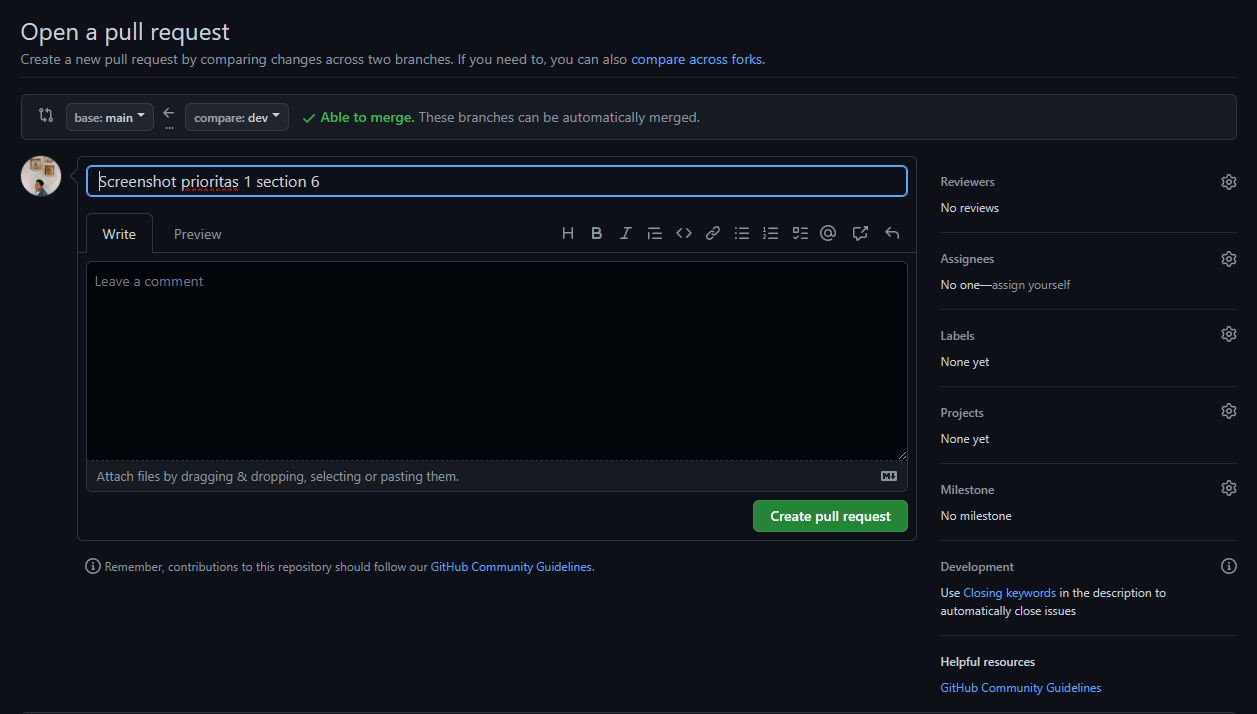 Open a pull request
Create a new pull request by comparing changes across two branches. If you need to, you can also compare across forks.
base: main
...
compare: dev
Able to merge. These branches can be automatically merged.
Screenshot prioritas 1 section 6
Write
Preview
Leave a comment
Attach files by dragging & dropping, selecting or pasting them.
Create pull request
Remember, contributions to this repository should follow our GitHub Community Guidelines.
Reviewers
No reviews
Assignees
No one—assign yourself
Labels
None yet
Projects
None yet
Milestone
No milestone
Development
Use Closing keywords in the description to
automatically close issues
Helpful resources
GitHub Community Guidelines